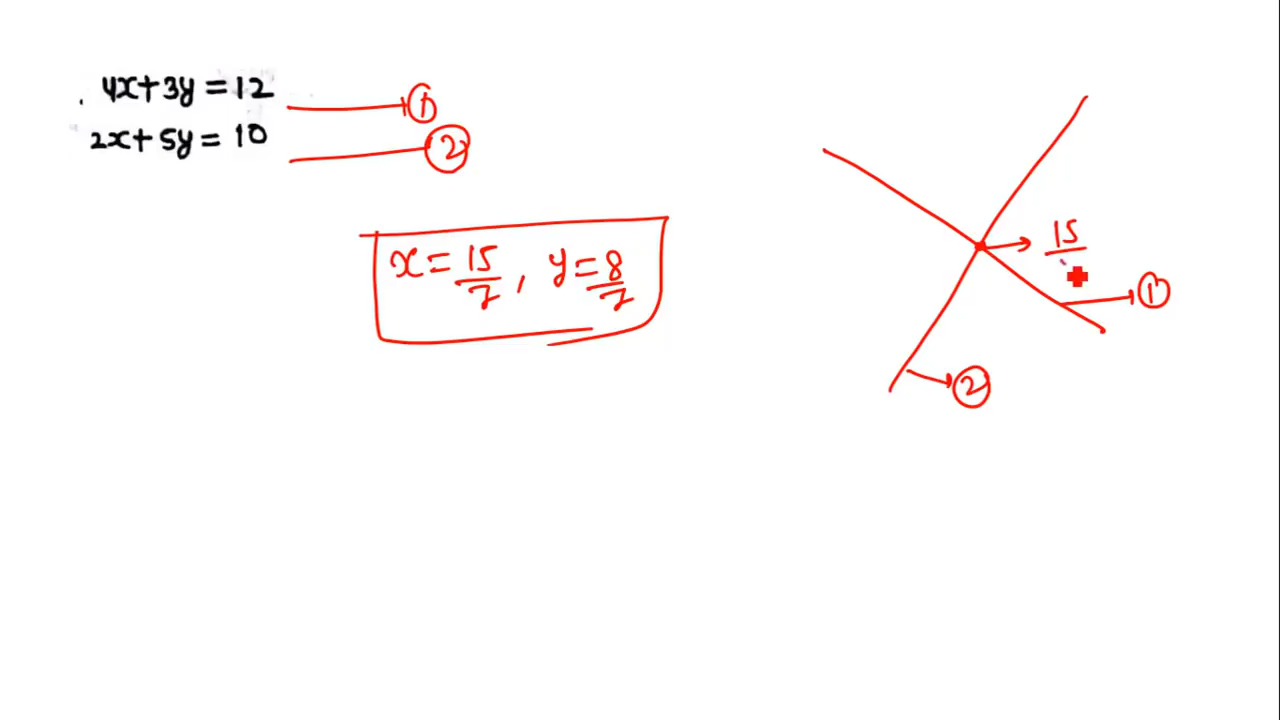 4x+3y=12 ①
2x+5y=10 ②
x=15/7, y=8/7
15
①
②